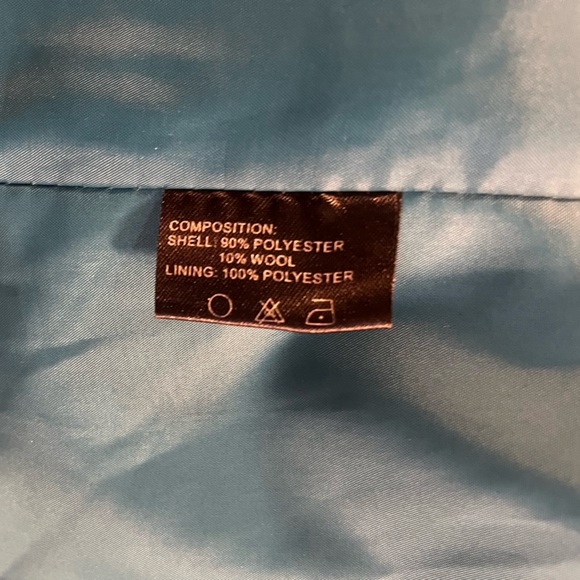 COMPOSITION:
SHELL: 90% POLYESTER
10% WOOL
LINING: 100% POLYESTER